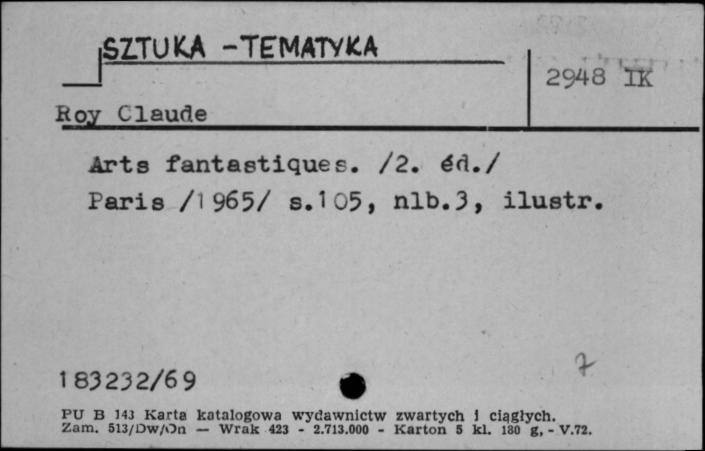 SZTUKA - TEMATYKA
2948 IK
Roy Claude
Arts fantastiques. /2. éd./
Paris /1965/ s.105, nlb.3, ilustr.
7
183232/69
PU B 143 Karta katalogowa wydawnictw zwartych i ciągłych.
Zam. 513/Dw/On — Wrak 423 - 2.713.000 - Karton 5 kl. 180 g, - V.72.